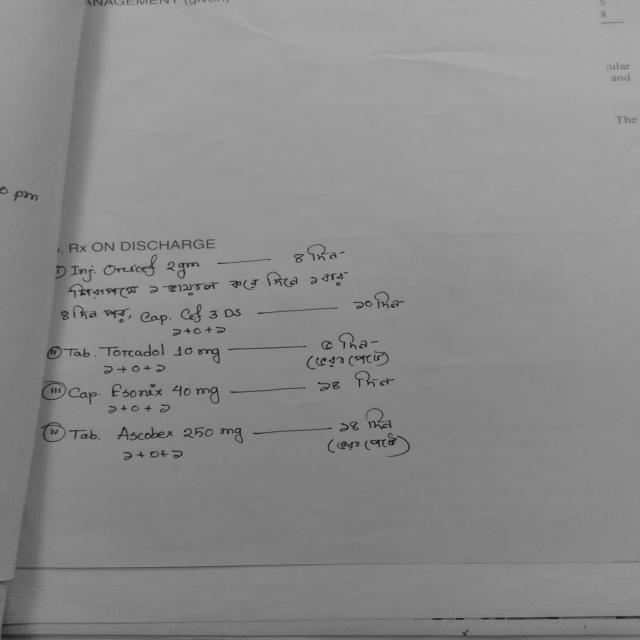 ANAGEMENT (given)
5
8
gular
and
The
0 pm
. Rx ON DISCHARGE
i) Inj. Oricef 2gm —— ৪ দিন
শিরাপথে ১ ভায়াল করে দিনে ১ বার
৪ দিন পর, Cap. Cef 3 DS —— ১০ দিন
১+০+১
ii) Tab. Torcadol 10 mg —— ৫ দিন
১+০+১ (ভরা পেটে)
iii) Cap. Esonix 40 mg —— ১৪ দিন
১+০+১
iv) Tab. Ascobex 250 mg —— ১৪ দিন
১+০+১ (ভরা পেটে)